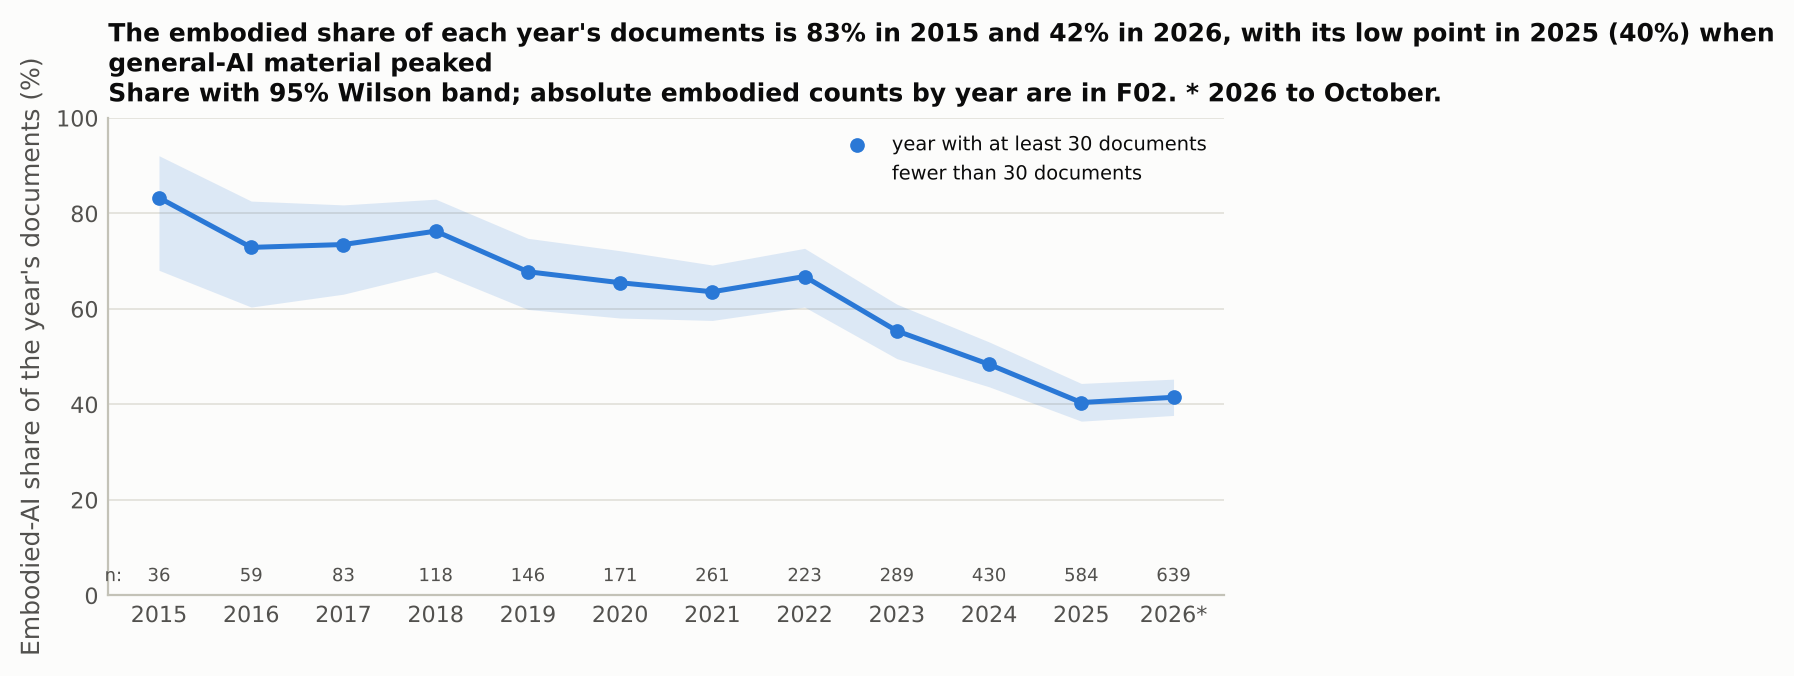 The embodied share of each year's documents is 83% in 2015 and 42% in 2026, with its low point in 2025 (40%) when
general-AI material peaked
Share with 95% Wilson band; absolute embodied counts by year are in F02. * 2026 to October.
Embodied-AI share of the year's documents (%)
100
80
60
40
20
0
year with at least 30 documents
fewer than 30 documents
n: 36 59 83 118 146 171 261 223 289 430 584 639
2015 2016 2017 2018 2019 2020 2021 2022 2023 2024 2025 2026*